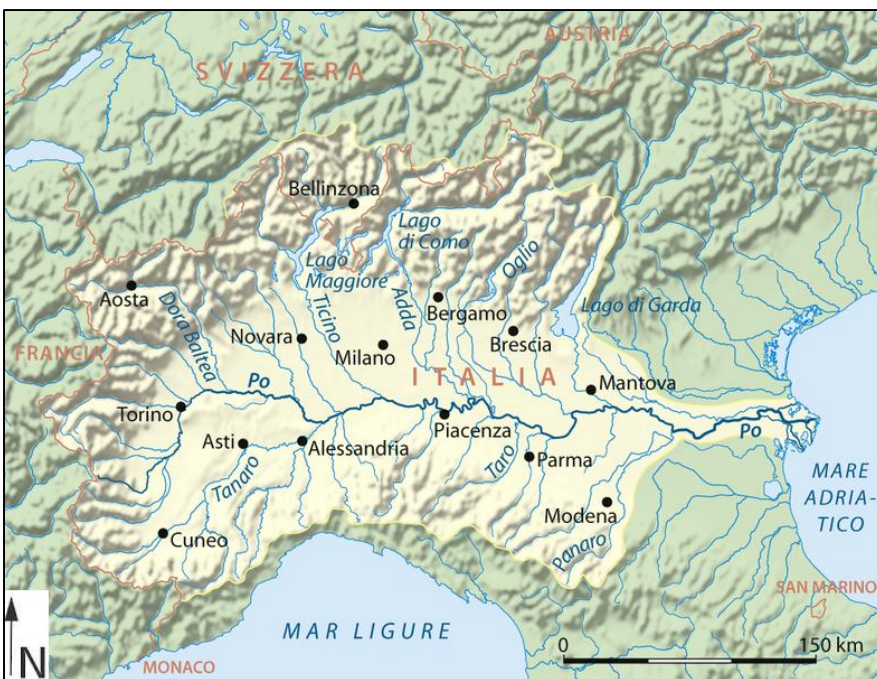 AUSTRIA
SVIZZERA
Bellinzona
Lago
di Como
Oglio
Lago
Maggiore
Aosta
Dora Baltea
Ticino
Adda
Bergamo
Lago di Garda
Novara
Milano
Brescia
FRANCIA
ITALIA
Mantova
Po
Torino
Piacenza
Po
Asti
Alessandria
Tanaro
Taro
Parma
MARE
ADRIA-
TICO
Modena
Cuneo
Panaro
SAN MARINO
MAR LIGURE
0
150 km
N
MONACO